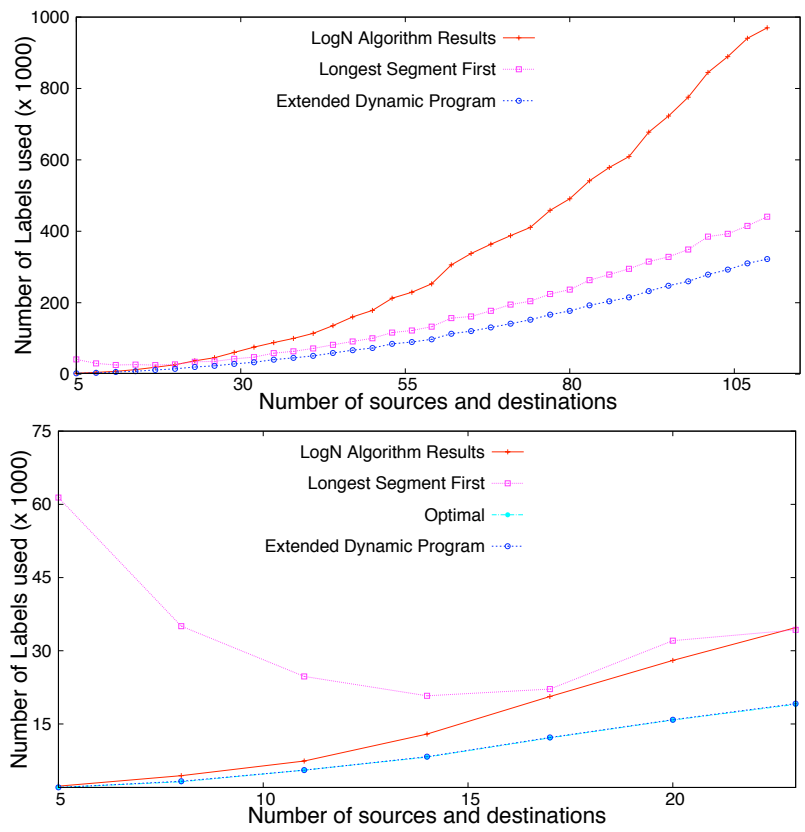 1000
LogN Algorithm Results
Longest Segment First
Extended Dynamic Program
800
600
400
200
0
Number of Labels used (x 1000)
5 30 55 80 105
Number of sources and destinations
75
LogN Algorithm Results
Longest Segment First
Optimal
Extended Dynamic Program
60
45
30
15
Number of Labels used (x 1000)
5 10 15 20
Number of sources and destinations